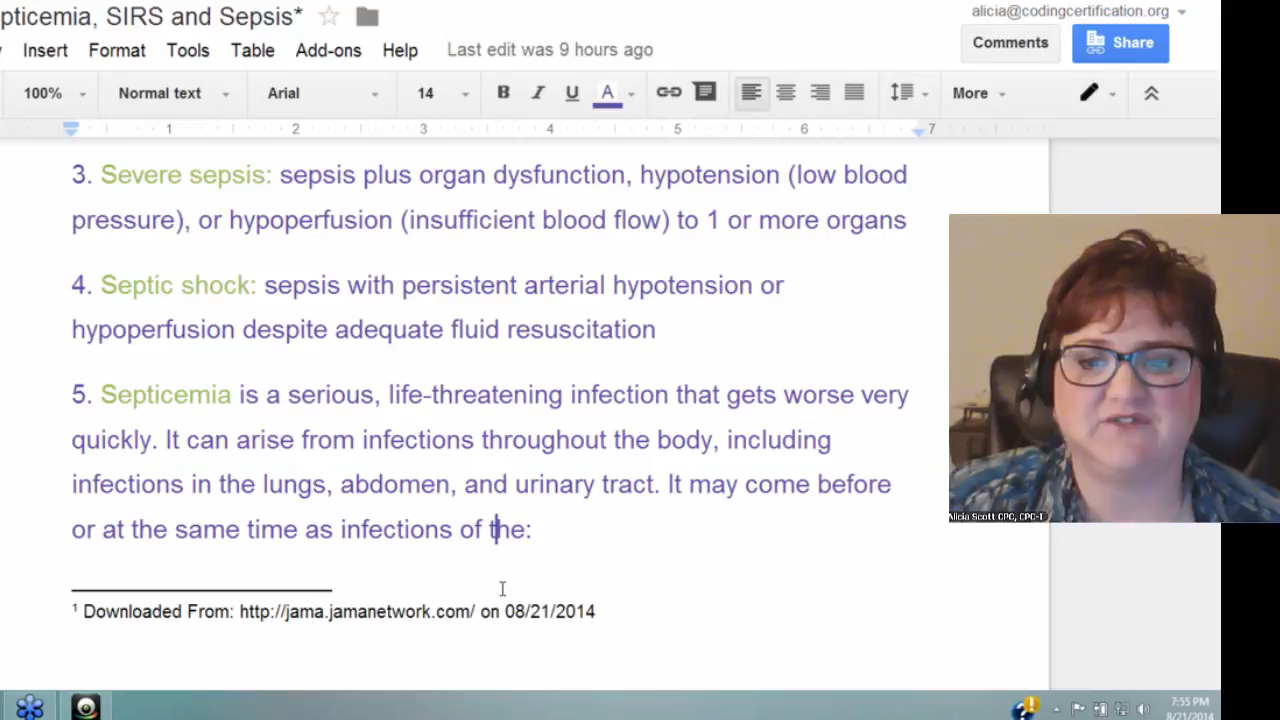 pticemia, SIRS and Sepsis*
alicia@codingcertification.org
Insert Format Tools Table Add-ons Help Last edit was 9 hours ago
Comments
Share
100% Normal text Arial 14 B I U A More
1 2 3 4 5 6 7
3. Severe sepsis: sepsis plus organ dysfunction, hypotension (low blood
pressure), or hypoperfusion (insufficient blood flow) to 1 or more organs
4. Septic shock: sepsis with persistent arterial hypotension or
hypoperfusion despite adequate fluid resuscitation
5. Septicemia is a serious, life-threatening infection that gets worse very
quickly. It can arise from infections throughout the body, including
infections in the lungs, abdomen, and urinary tract. It may come before
or at the same time as infections of the:
Alicia Scott CPC, CPC-I
1 Downloaded From: http://jama.jamanetwork.com/ on 08/21/2014
7:55 PM
8/21/2014